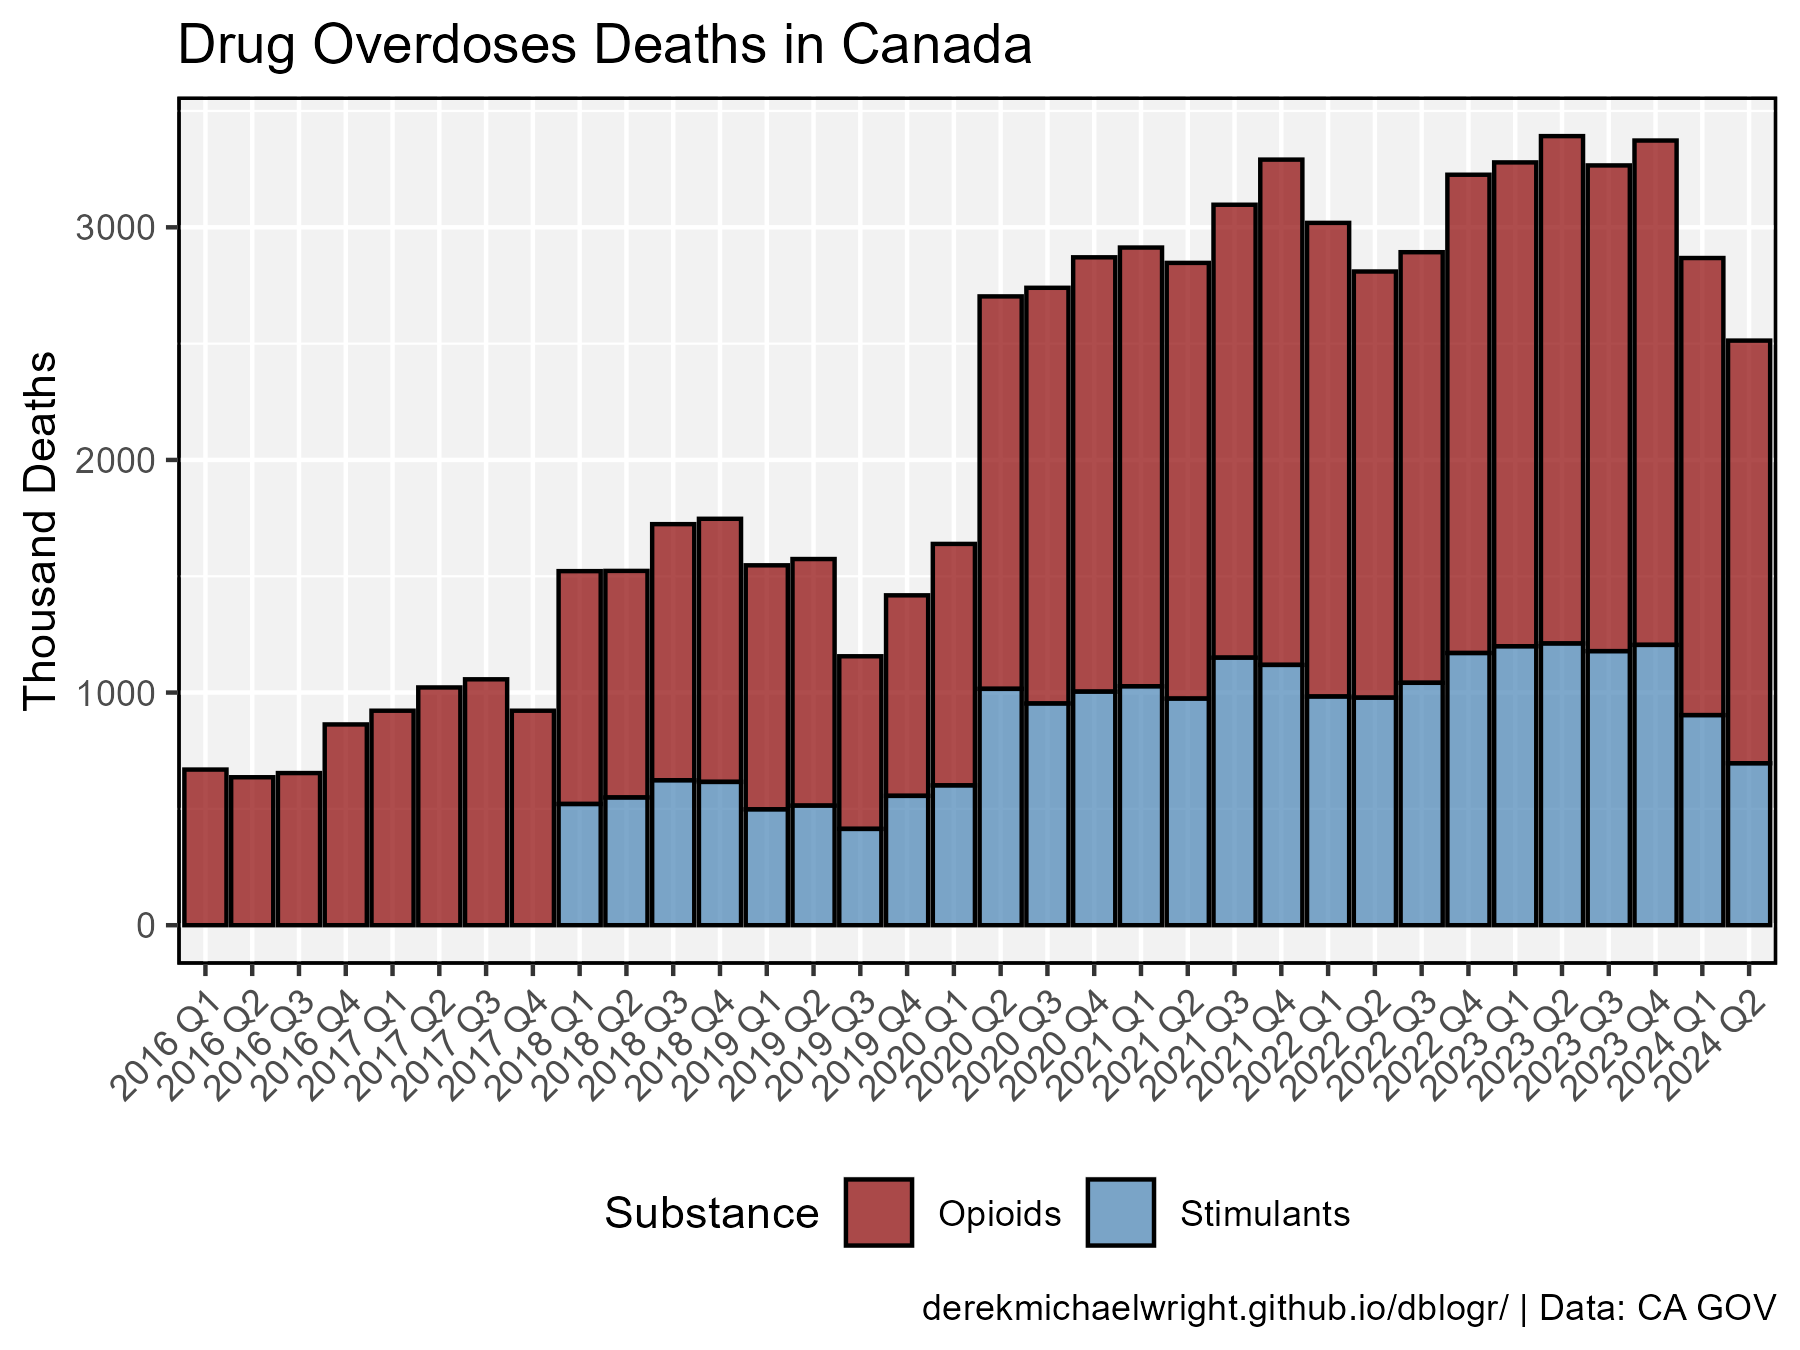 Drug Overdoses Deaths in Canada
Thousand Deaths
3000
2000
1000
0
2016 Q1
2016 Q2
2016 Q3
2016 Q4
2017 Q1
2017 Q2
2017 Q3
2017 Q4
2018 Q1
2018 Q2
2018 Q3
2018 Q4
2019 Q1
2019 Q2
2019 Q3
2019 Q4
2020 Q1
2020 Q2
2020 Q3
2020 Q4
2021 Q1
2021 Q2
2021 Q3
2021 Q4
2022 Q1
2022 Q2
2022 Q3
2022 Q4
2023 Q1
2023 Q2
2023 Q3
2023 Q4
2024 Q1
2024 Q2
Substance Opioids Stimulants
derekmichaelwright.github.io/dblogr/ | Data: CA GOV